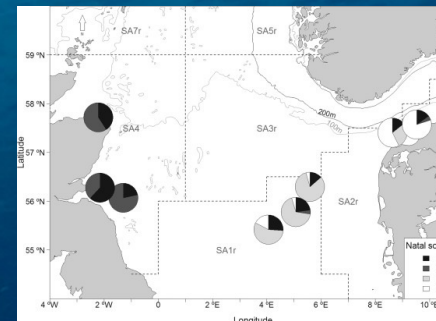 SA7r
SA5r
59 °N
200m
100m
58 °N
SA4
SA3r
57 °N
Latitude
56 °N
SA2r
SA1r
55 °N
Natal so
4 °W
2 °W
0 °
2 °E
4 °E
6 °E
8 °E
10 °E
Longitude